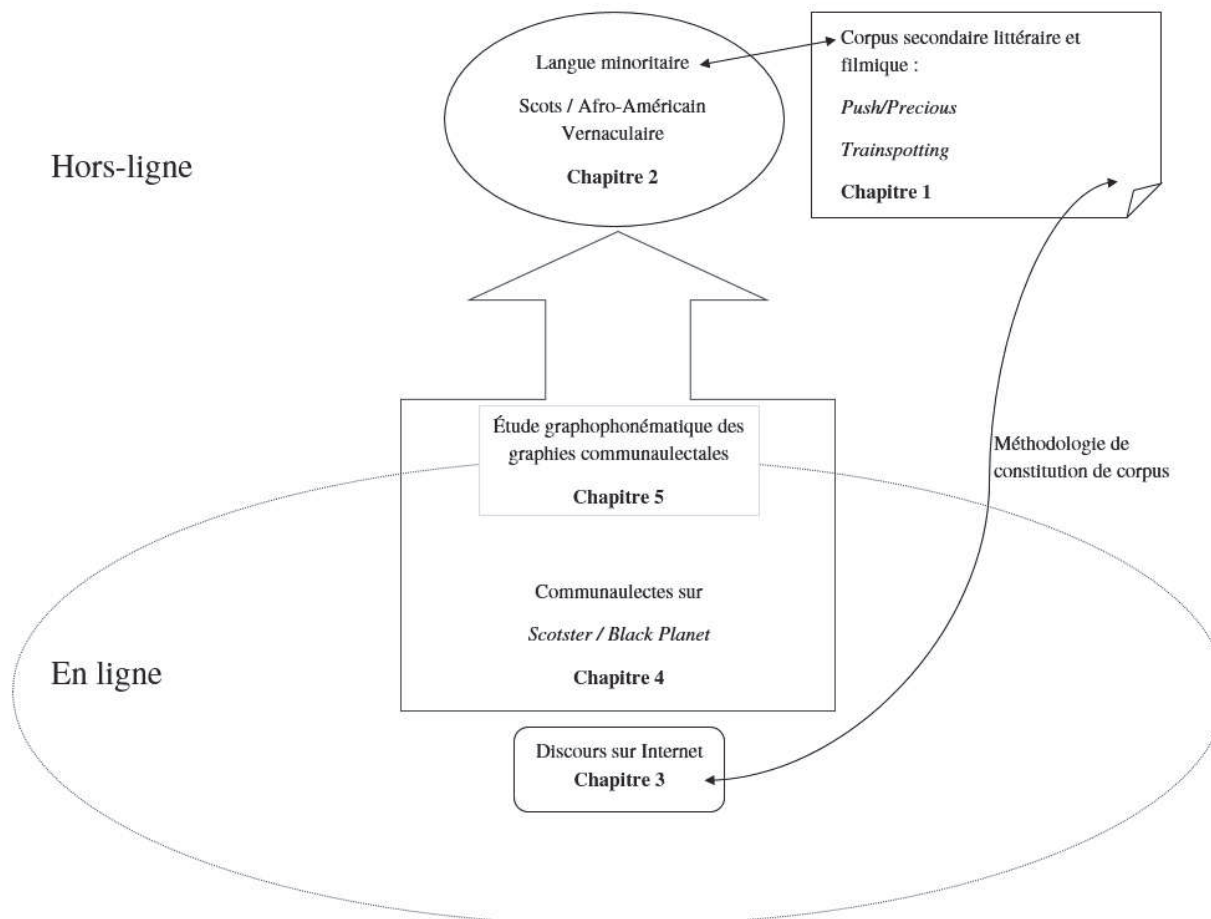 Langue minoritaire
Scots / Afro-Américain
Vernaculaire
Chapitre 2
Corpus secondaire littéraire et
filmique :
Push/Precious
Trainspotting
Chapitre 1
Hors-ligne
Étude graphophonématique des
graphies communaulectales
Chapitre 5
Méthodologie de
constitution de corpus
Communaulectes sur
Scotster / Black Planet
Chapitre 4
En ligne
Discours sur Internet
Chapitre 3